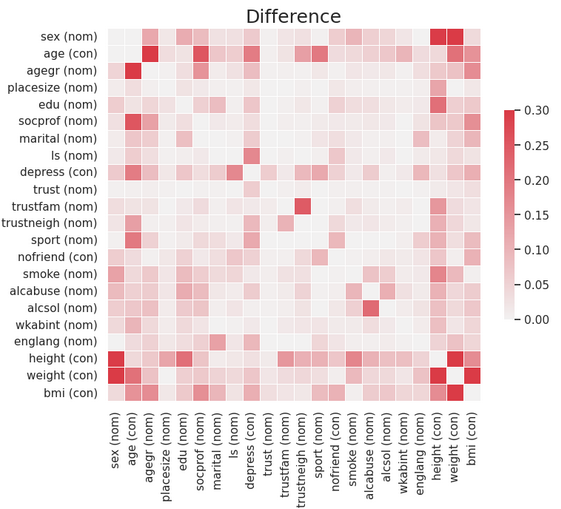 Difference
sex (nom)
age (con)
agegr (nom)
placesize (nom)
edu (nom)
socprof (nom)
marital (nom)
ls (nom)
depress (con)
trust (nom)
trustfam (nom)
trustneigh (nom)
sport (nom)
nofriend (con)
smoke (nom)
alcabuse (nom)
alcsol (nom)
wkabint (nom)
englang (nom)
height (con)
weight (con)
bmi (con)
sex (nom)
age (con)
agegr (nom)
placesize (nom)
edu (nom)
socprof (nom)
marital (nom)
ls (nom)
depress (con)
trust (nom)
trustfam (nom)
trustneigh (nom)
sport (nom)
nofriend (con)
smoke (nom)
alcabuse (nom)
alcsol (nom)
wkabint (nom)
englang (nom)
height (con)
weight (con)
bmi (con)
0.30
0.25
0.20
0.15
0.10
0.05
0.00